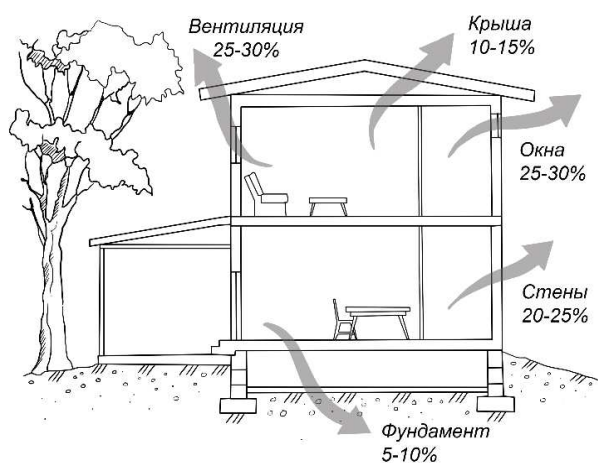 Вентиляция
25-30%
Крыша
10-15%
Окна
25-30%
Стены
20-25%
Фундамент
5-10%